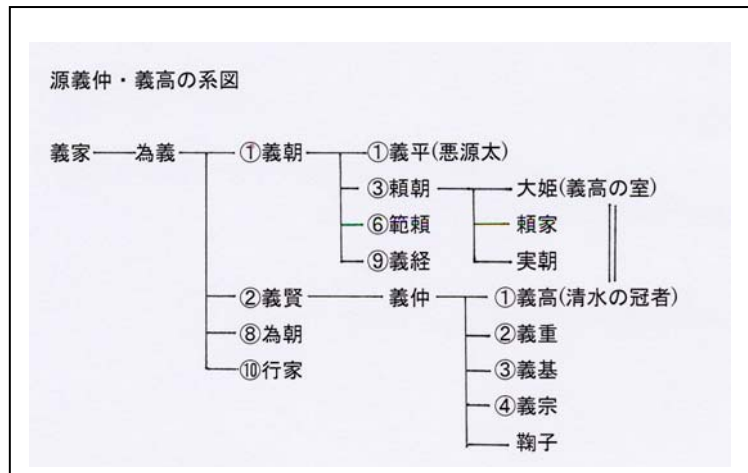 源義仲・義高の系図
義家 為義 ①義朝 ①義平(悪源太)
③頼朝 大姫(義高の室)
⑥範頼 頼家
⑨義経 実朝
②義賢 義仲 ①義高(清水の冠者)
⑧為朝 ②義重
⑩行家 ③義基
④義宗
鞠子